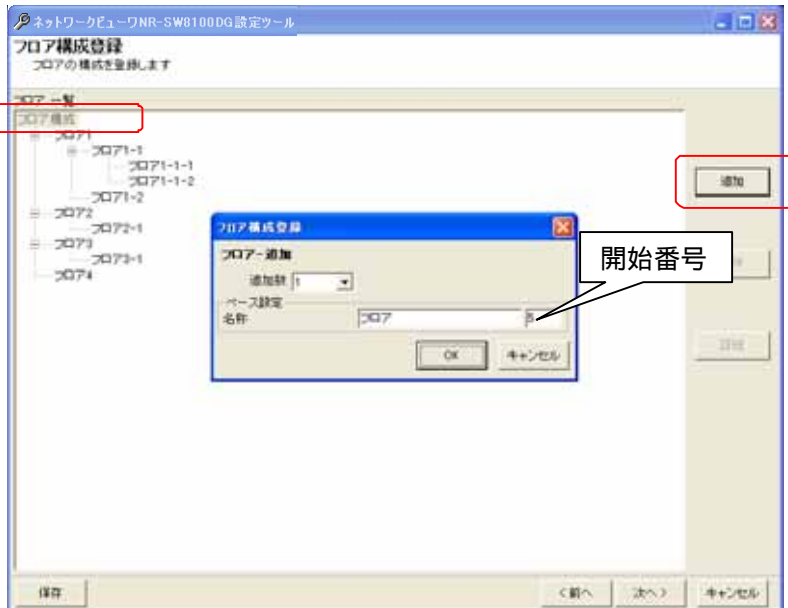 ネットワークビューワNR-SW8100DG設定ツール
フロア構成登録
フロアの構成を登録します
フロア 一覧
フロア構成
フロア1
フロア1-1
フロア1-1-1
フロア1-1-2
フロア1-2
フロア2
フロア2-1
フロア3
フロア3-1
フロア4
追加
フロア構成登録
フロアー追加
追加数 1
ベース設定
名称 フロア 5
開始番号
OK キャンセル
詳細
保存 <前へ 次へ> キャンセル